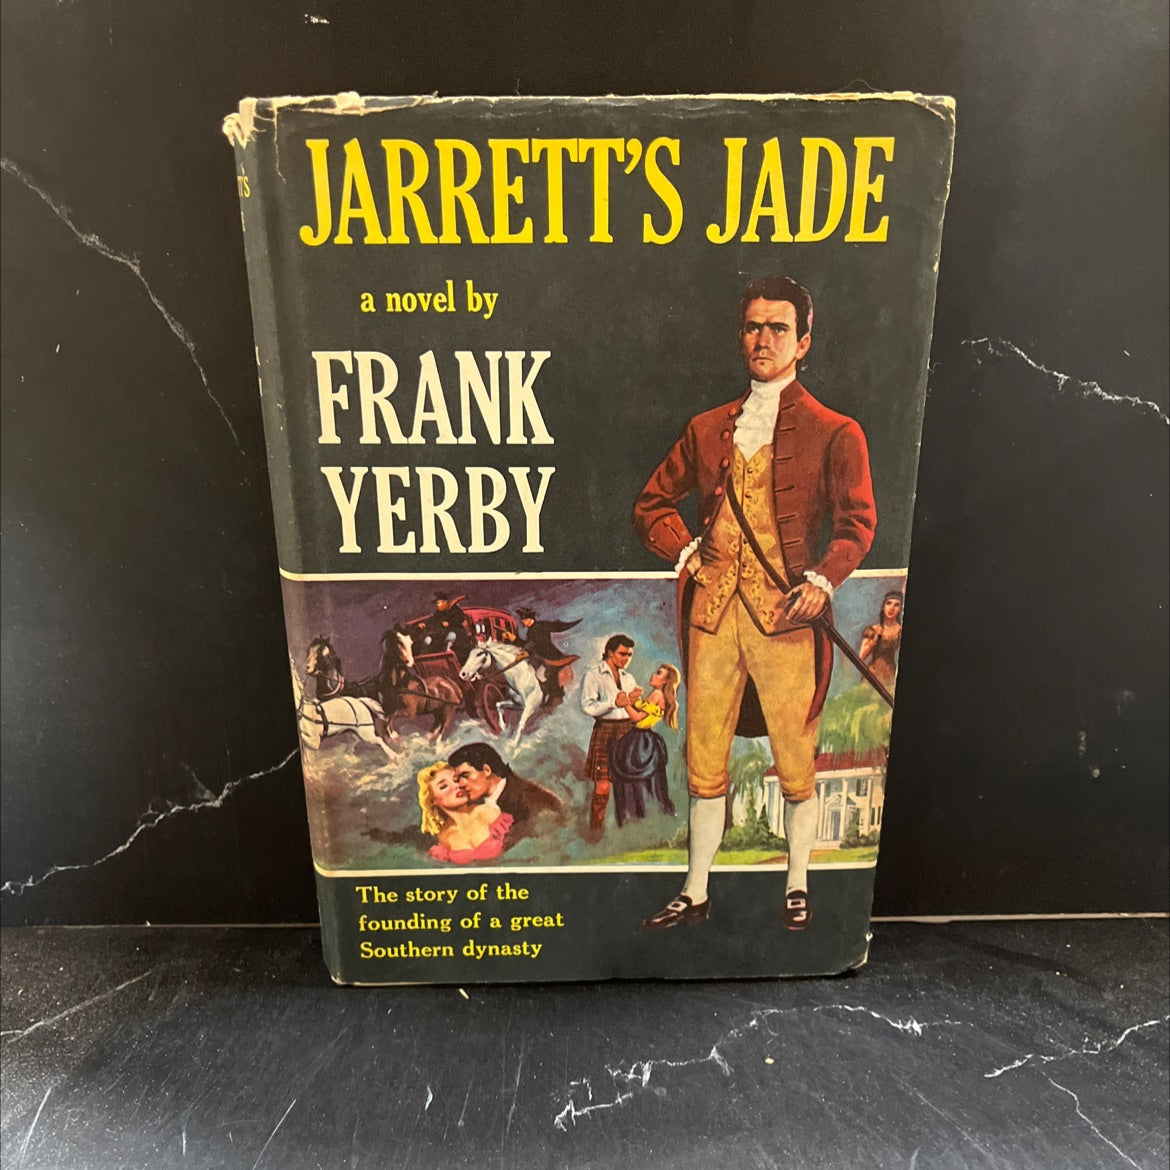 JARRETT'S JADE
a novel by
FRANK
YERBY
The story of the
founding of a great
Southern dynasty